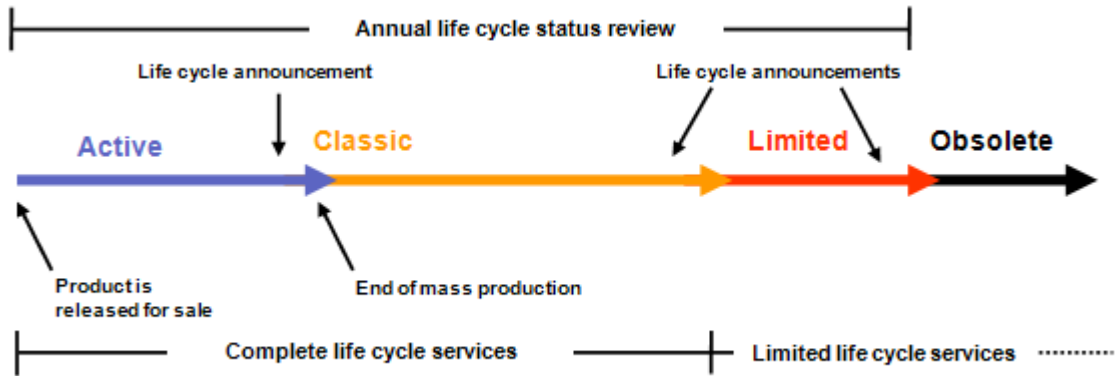 Annual life cycle status review
Life cycle announcement
Life cycle announcements
Active
Classic
Limited
Obsolete
Product is
released for sale
End of mass production
Complete life cycle services
Limited life cycle services